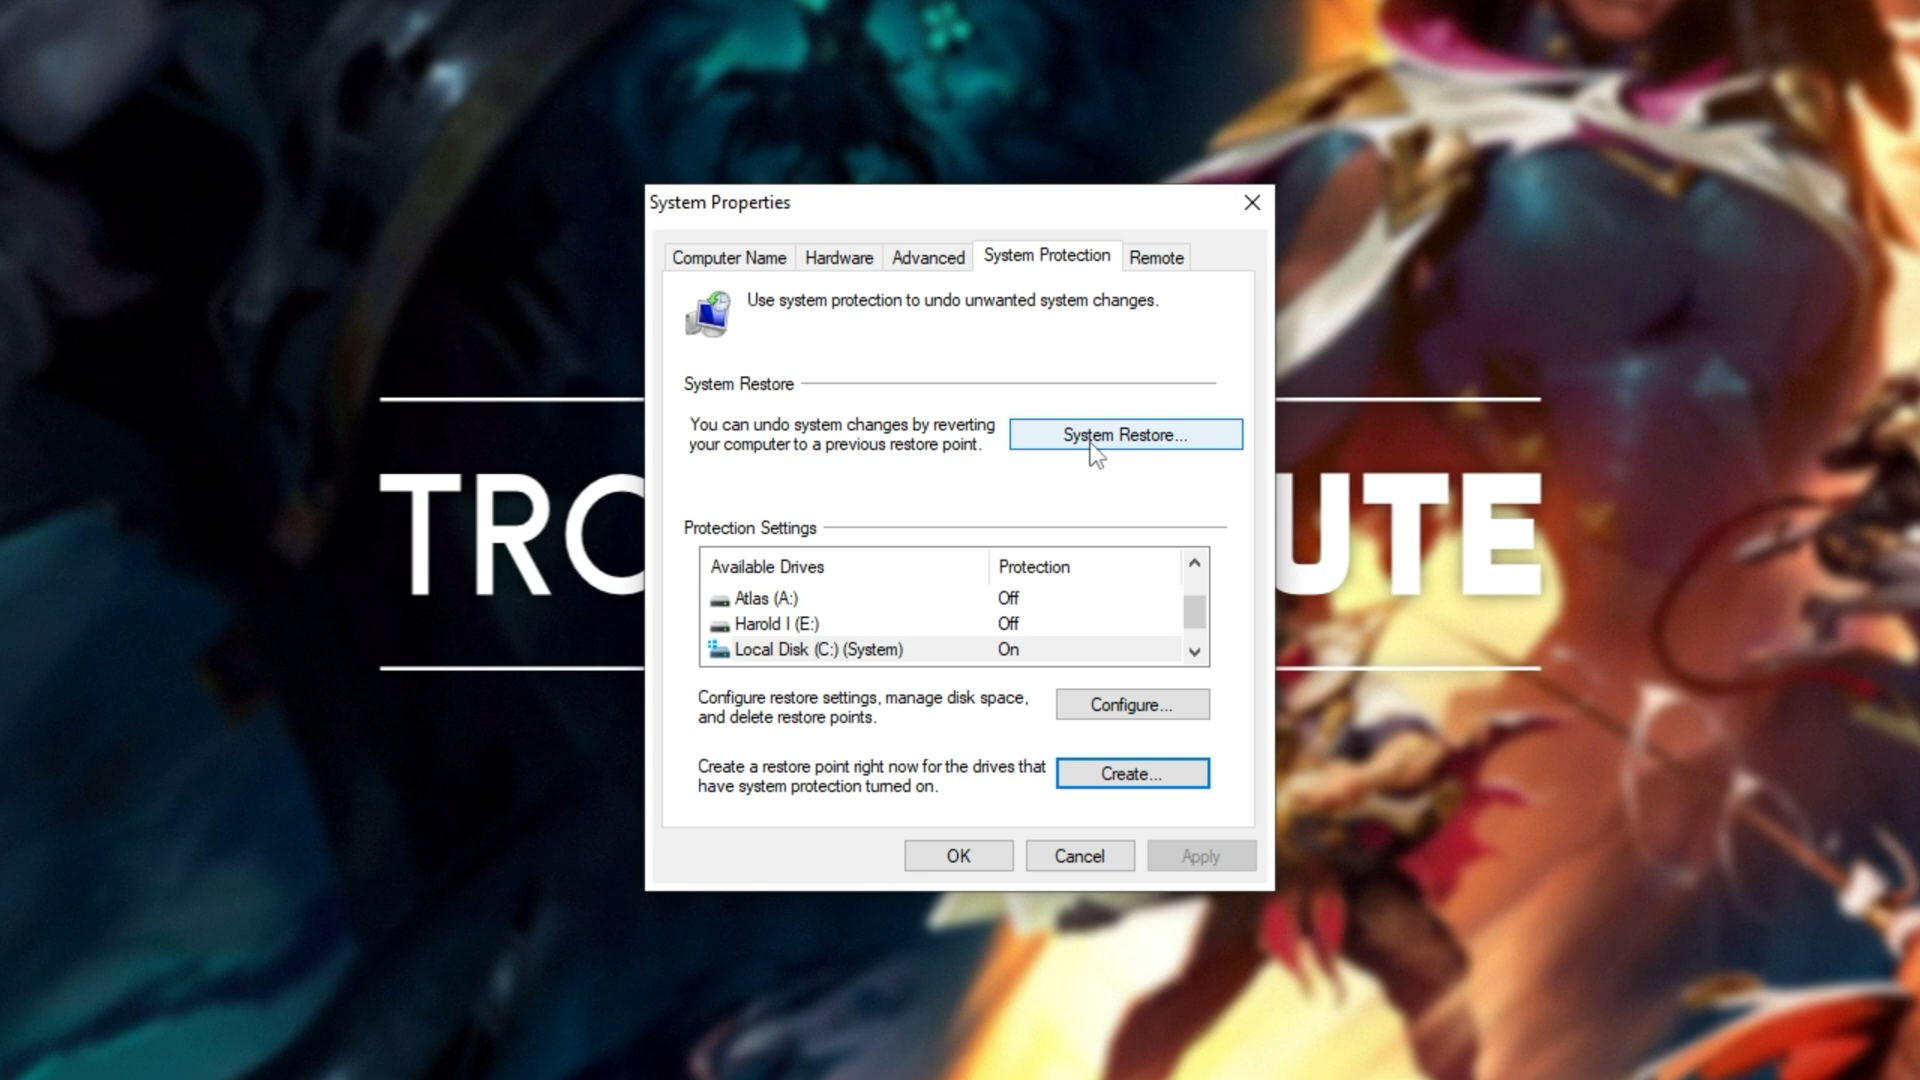 System Properties
Computer Name Hardware Advanced System Protection Remote
Use system protection to undo unwanted system changes.
System Restore
You can undo system changes by reverting
your computer to a previous restore point.
System Restore...
TRO
UTE
Protection Settings
Available Drives Protection
Atlas (A:) Off
Harold I (E:) Off
Local Disk (C:) (System) On
Configure restore settings, manage disk space,
and delete restore points.
Configure...
Create a restore point right now for the drives that
have system protection turned on.
Create...
OK Cancel Apply